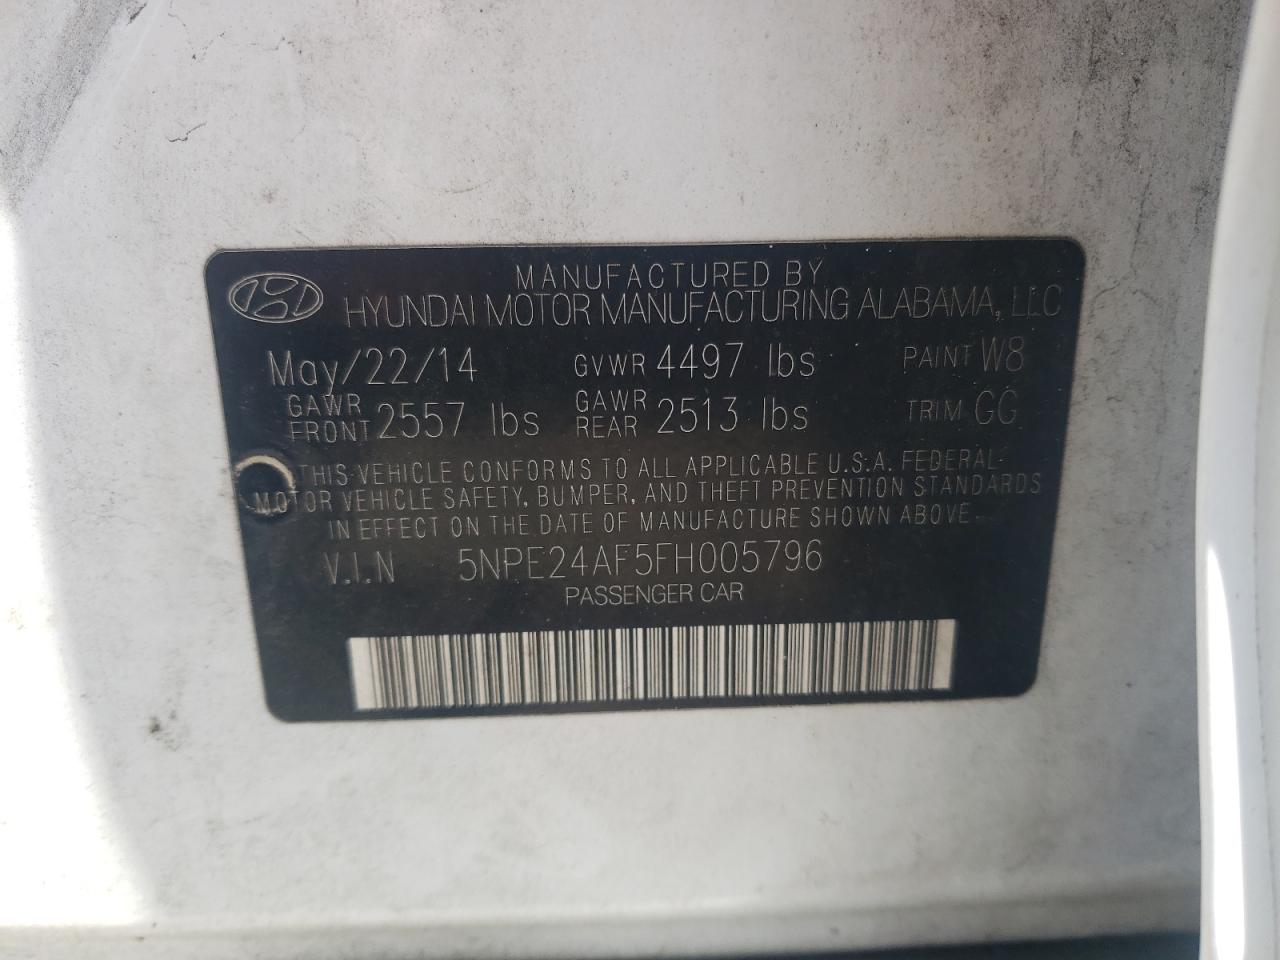 MANUFACTURED BY
HYUNDAI MOTOR MANUFACTURING ALABAMA, LLC
May/22/14 GVWR 4497 lbs PAINT W8
GAWR FRONT 2557 lbs GAWR REAR 2513 lbs TRIM GG
THIS VEHICLE CONFORMS TO ALL APPLICABLE U.S.A. FEDERAL
MOTOR VEHICLE SAFETY, BUMPER, AND THEFT PREVENTION STANDARDS
IN EFFECT ON THE DATE OF MANUFACTURE SHOWN ABOVE.
V.I.N 5NPE24AF5FH005796
PASSENGER CAR